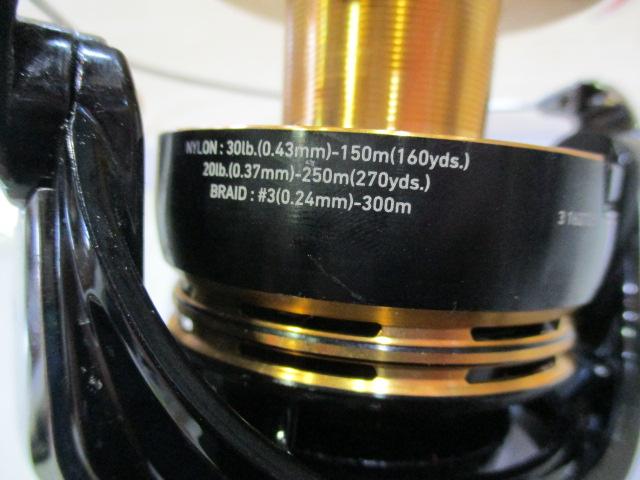 NYLON : 30lb.(0.43mm)-150m(160yds.)
20lb.(0.37mm)-250m(270yds.)
BRAID : #3(0.24mm)-300m